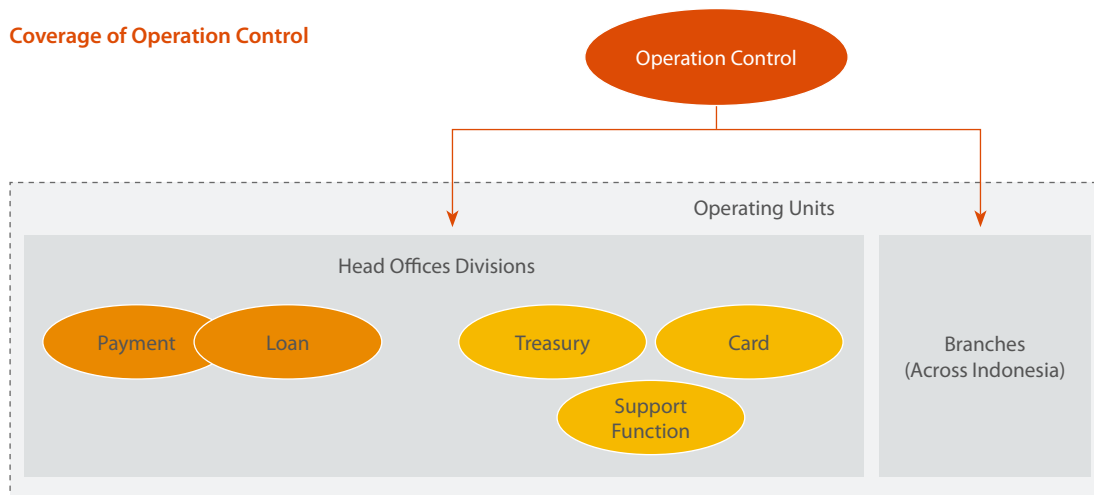 Coverage of Operation Control
Operation Control
Operating Units
Head Offices Divisions
Payment
Loan
Treasury
Card
Support
Function
Branches
(Across Indonesia)